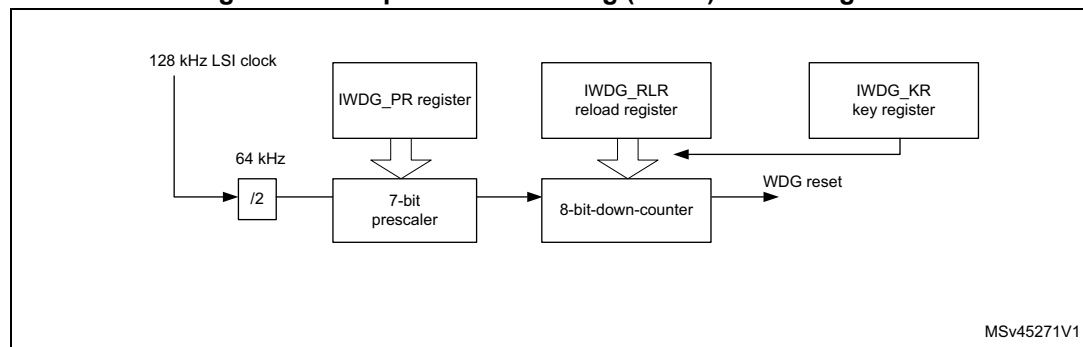 128 kHz LSI clock
IWDG_PR register
IWDG_RLR
reload register
IWDG_KR
key register
64 kHz
/2
7-bit
prescaler
8-bit-down-counter
WDG reset
MSv45271V1